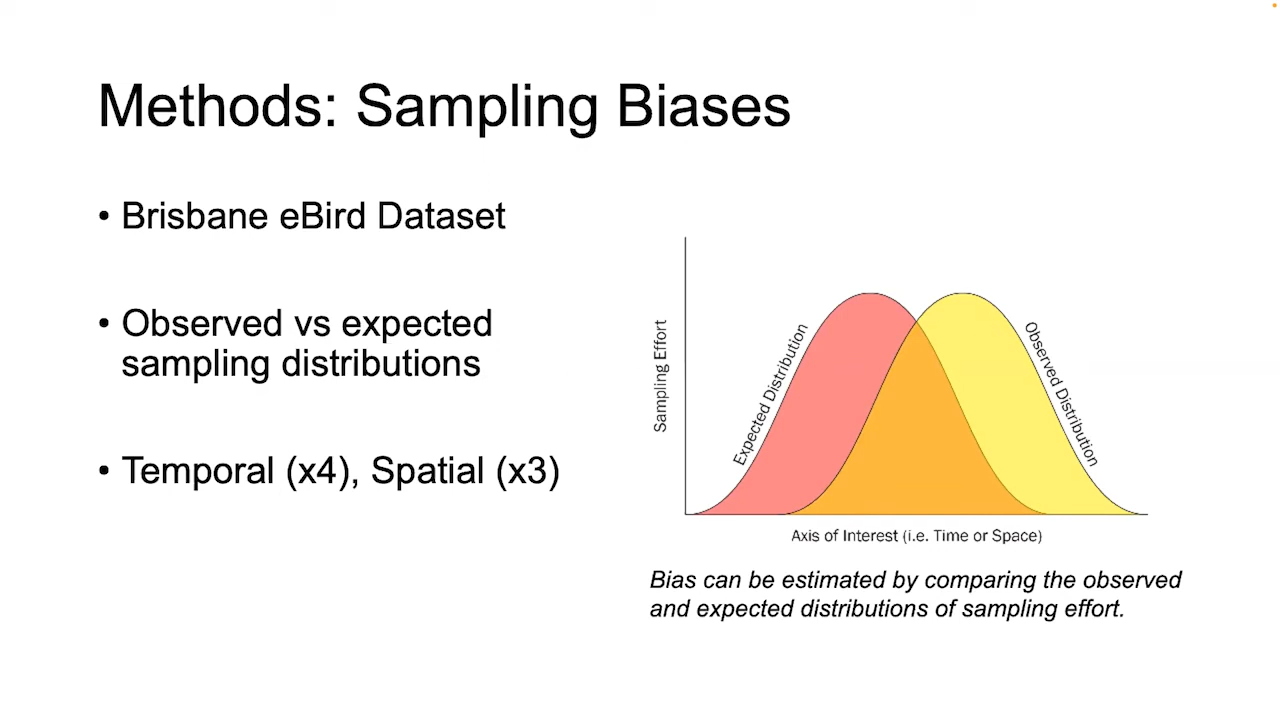 Methods: Sampling Biases
• Brisbane eBird Dataset
• Observed vs expected
sampling distributions
• Temporal (x4), Spatial (x3)
Sampling Effort
Expected Distribution
Observed Distribution
Axis of Interest (i.e. Time or Space)
Bias can be estimated by comparing the observed
and expected distributions of sampling effort.